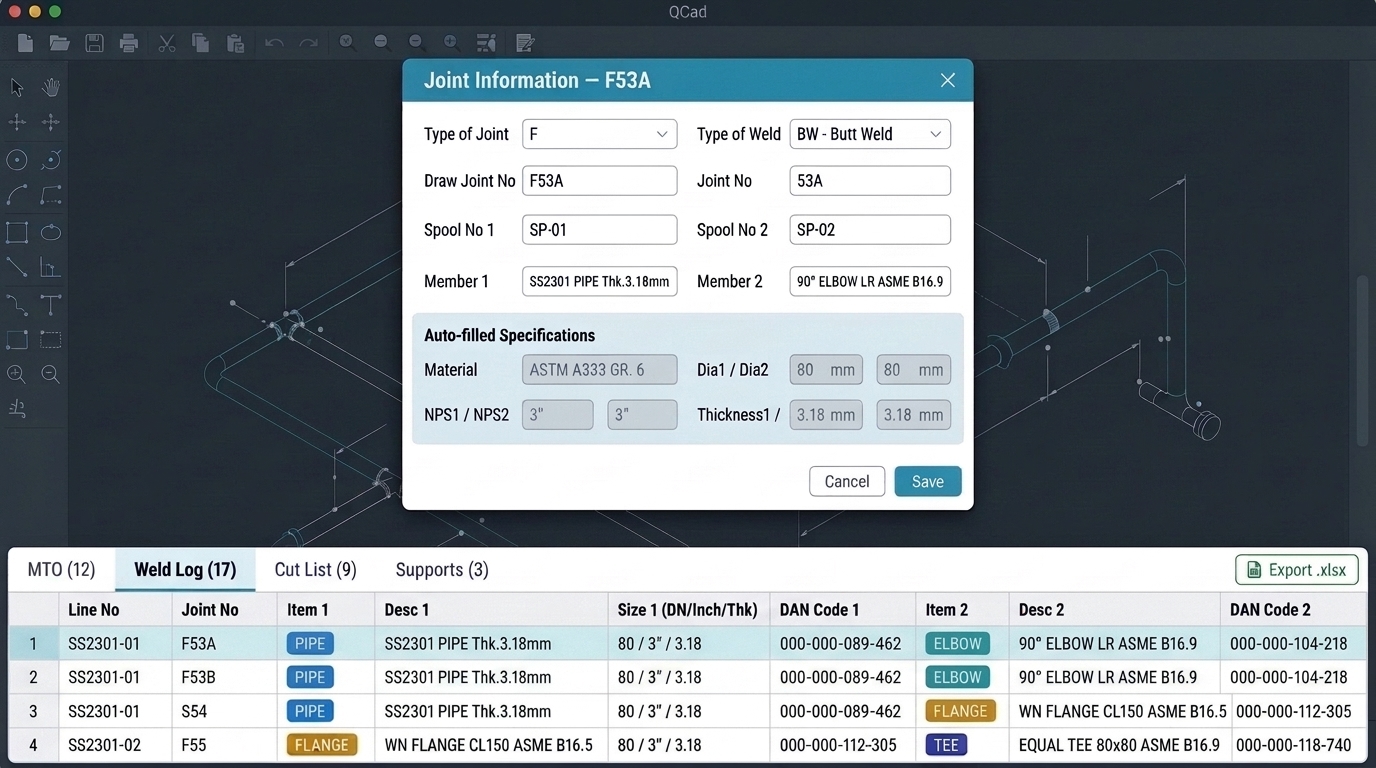 QCad
Joint Information — F53A
Type of Joint F Type of Weld BW - Butt Weld
Draw Joint No F53A Joint No 53A
Spool No 1 SP-01 Spool No 2 SP-02
Member 1 SS2301 PIPE Thk.3.18mm Member 2 90° ELBOW LR ASME B16.9
Auto-filled Specifications
Material ASTM A333 GR. 6 Dia1 / Dia2 80 mm 80 mm
NPS1 / NPS2 3" 3" Thickness1 / 3.18 mm 3.18 mm
Cancel Save
MTO (12) Weld Log (17) Cut List (9) Supports (3) Export .xlsx
Line No Joint No Item 1 Desc 1 Size 1 (DN/Inch/Thk) DAN Code 1 Item 2 Desc 2 DAN Code 2
1 SS2301-01 F53A PIPE SS2301 PIPE Thk.3.18mm 80 / 3" / 3.18 000-000-089-462 ELBOW 90° ELBOW LR ASME B16.9 000-000-104-218
2 SS2301-01 F53B PIPE SS2301 PIPE Thk.3.18mm 80 / 3" / 3.18 000-000-089-462 ELBOW 90° ELBOW LR ASME B16.9 000-000-104-218
3 SS2301-01 S54 PIPE SS2301 PIPE Thk.3.18mm 80 / 3" / 3.18 000-000-089-462 FLANGE WN FLANGE CL150 ASME B16.5 000-000-112-305
4 SS2301-02 F55 FLANGE WN FLANGE CL150 ASME B16.5 80 / 3" / 3.18 000-000-112-305 TEE EQUAL TEE 80x80 ASME B16.9 000-000-118-740